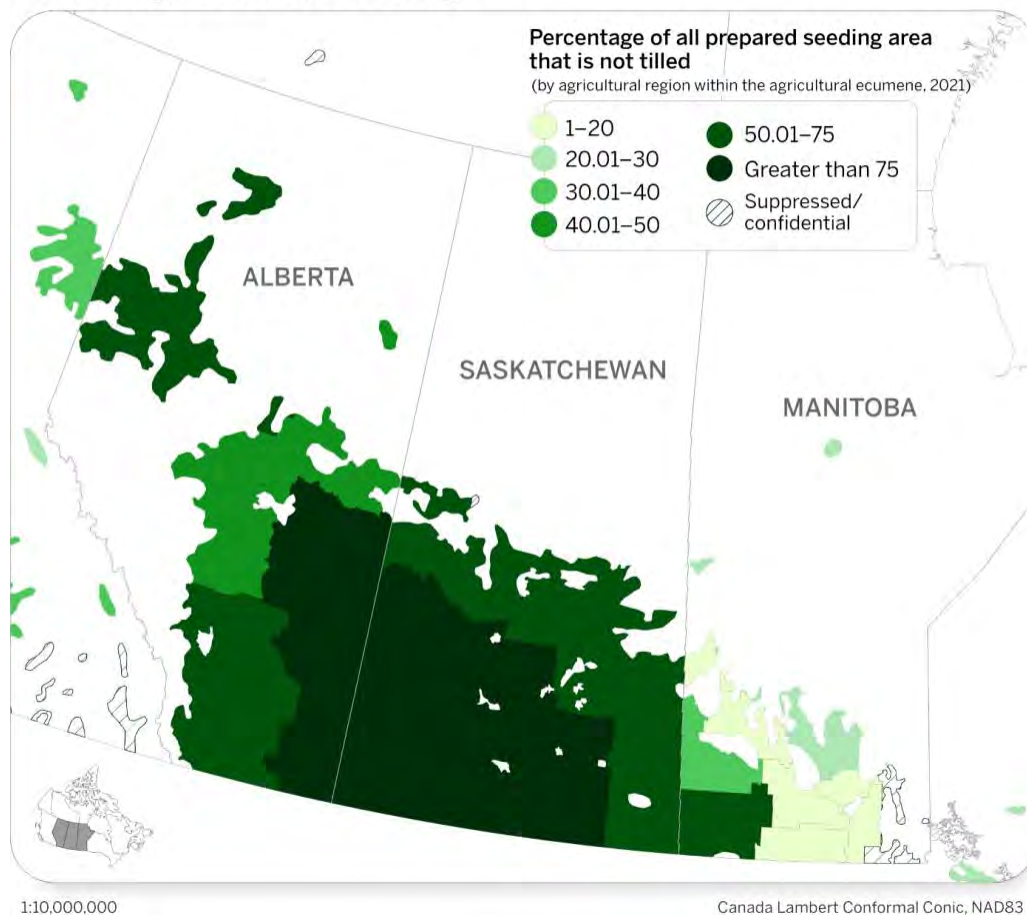 Percentage of all prepared seeding area
that is not tilled
(by agricultural region within the agricultural ecumene, 2021)
1–20
20.01–30
30.01–40
40.01–50
50.01–75
Greater than 75
Suppressed/
confidential
ALBERTA
SASKATCHEWAN
MANITOBA
1:10,000,000
Canada Lambert Conformal Conic, NAD83